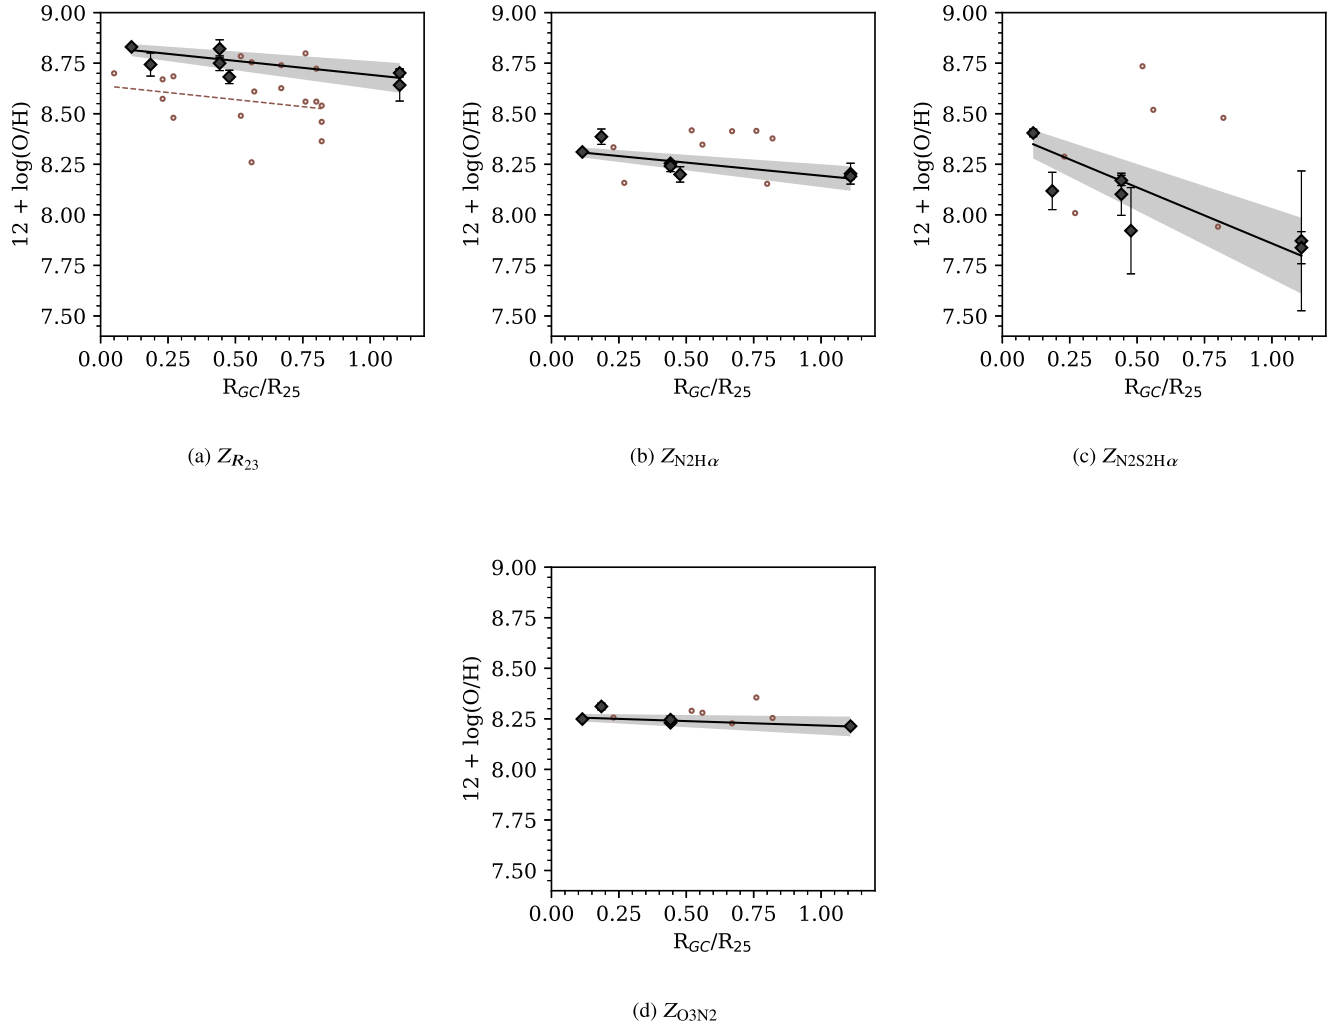 9.00
8.75
8.50
8.25
8.00
7.75
7.50
12 + log(O/H)
0.00 0.25 0.50 0.75 1.00
R_GC/R_25
(a) Z_R23
9.00
8.75
8.50
8.25
8.00
7.75
7.50
12 + log(O/H)
0.00 0.25 0.50 0.75 1.00
R_GC/R_25
(b) Z_N2Hα
9.00
8.75
8.50
8.25
8.00
7.75
7.50
12 + log(O/H)
0.00 0.25 0.50 0.75 1.00
R_GC/R_25
(c) Z_N2S2Hα
9.00
8.75
8.50
8.25
8.00
7.75
7.50
12 + log(O/H)
0.00 0.25 0.50 0.75 1.00
R_GC/R_25
(d) Z_O3N2